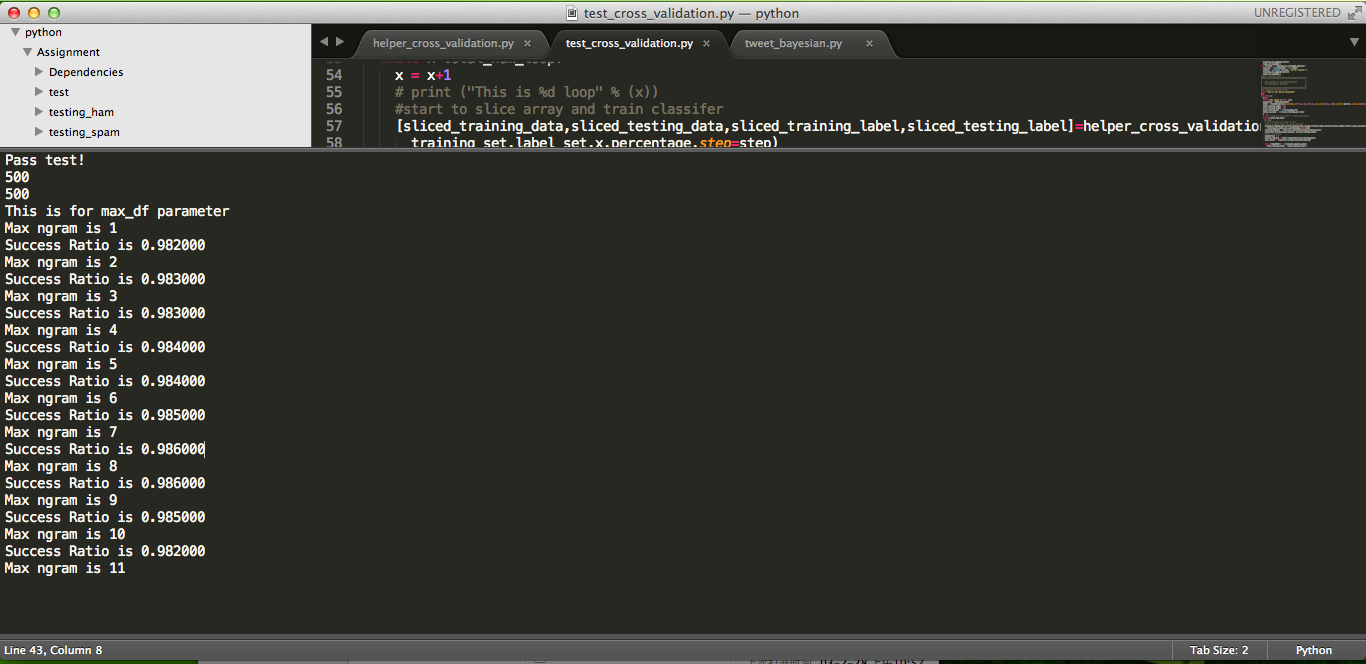 test_cross_validation.py — python
UNREGISTERED
python
Assignment
Dependencies
test
testing_ham
testing_spam
helper_cross_validation.py ×
test_cross_validation.py ×
tweet_bayesian.py ×
54 x = x+1
55 # print ("This is %d loop" % (x))
56 #start to slice array and train classifer
57 [sliced_training_data,sliced_testing_data,sliced_training_label,sliced_testing_label]=helper_cross_validatio
58 training_set,label_set,x,percentage,step=step)
Pass test!
500
500
This is for max_df parameter
Max ngram is 1
Success Ratio is 0.982000
Max ngram is 2
Success Ratio is 0.983000
Max ngram is 3
Success Ratio is 0.983000
Max ngram is 4
Success Ratio is 0.984000
Max ngram is 5
Success Ratio is 0.984000
Max ngram is 6
Success Ratio is 0.985000
Max ngram is 7
Success Ratio is 0.986000
Max ngram is 8
Success Ratio is 0.986000
Max ngram is 9
Success Ratio is 0.985000
Max ngram is 10
Success Ratio is 0.982000
Max ngram is 11
Line 43, Column 8
Tab Size: 2
Python